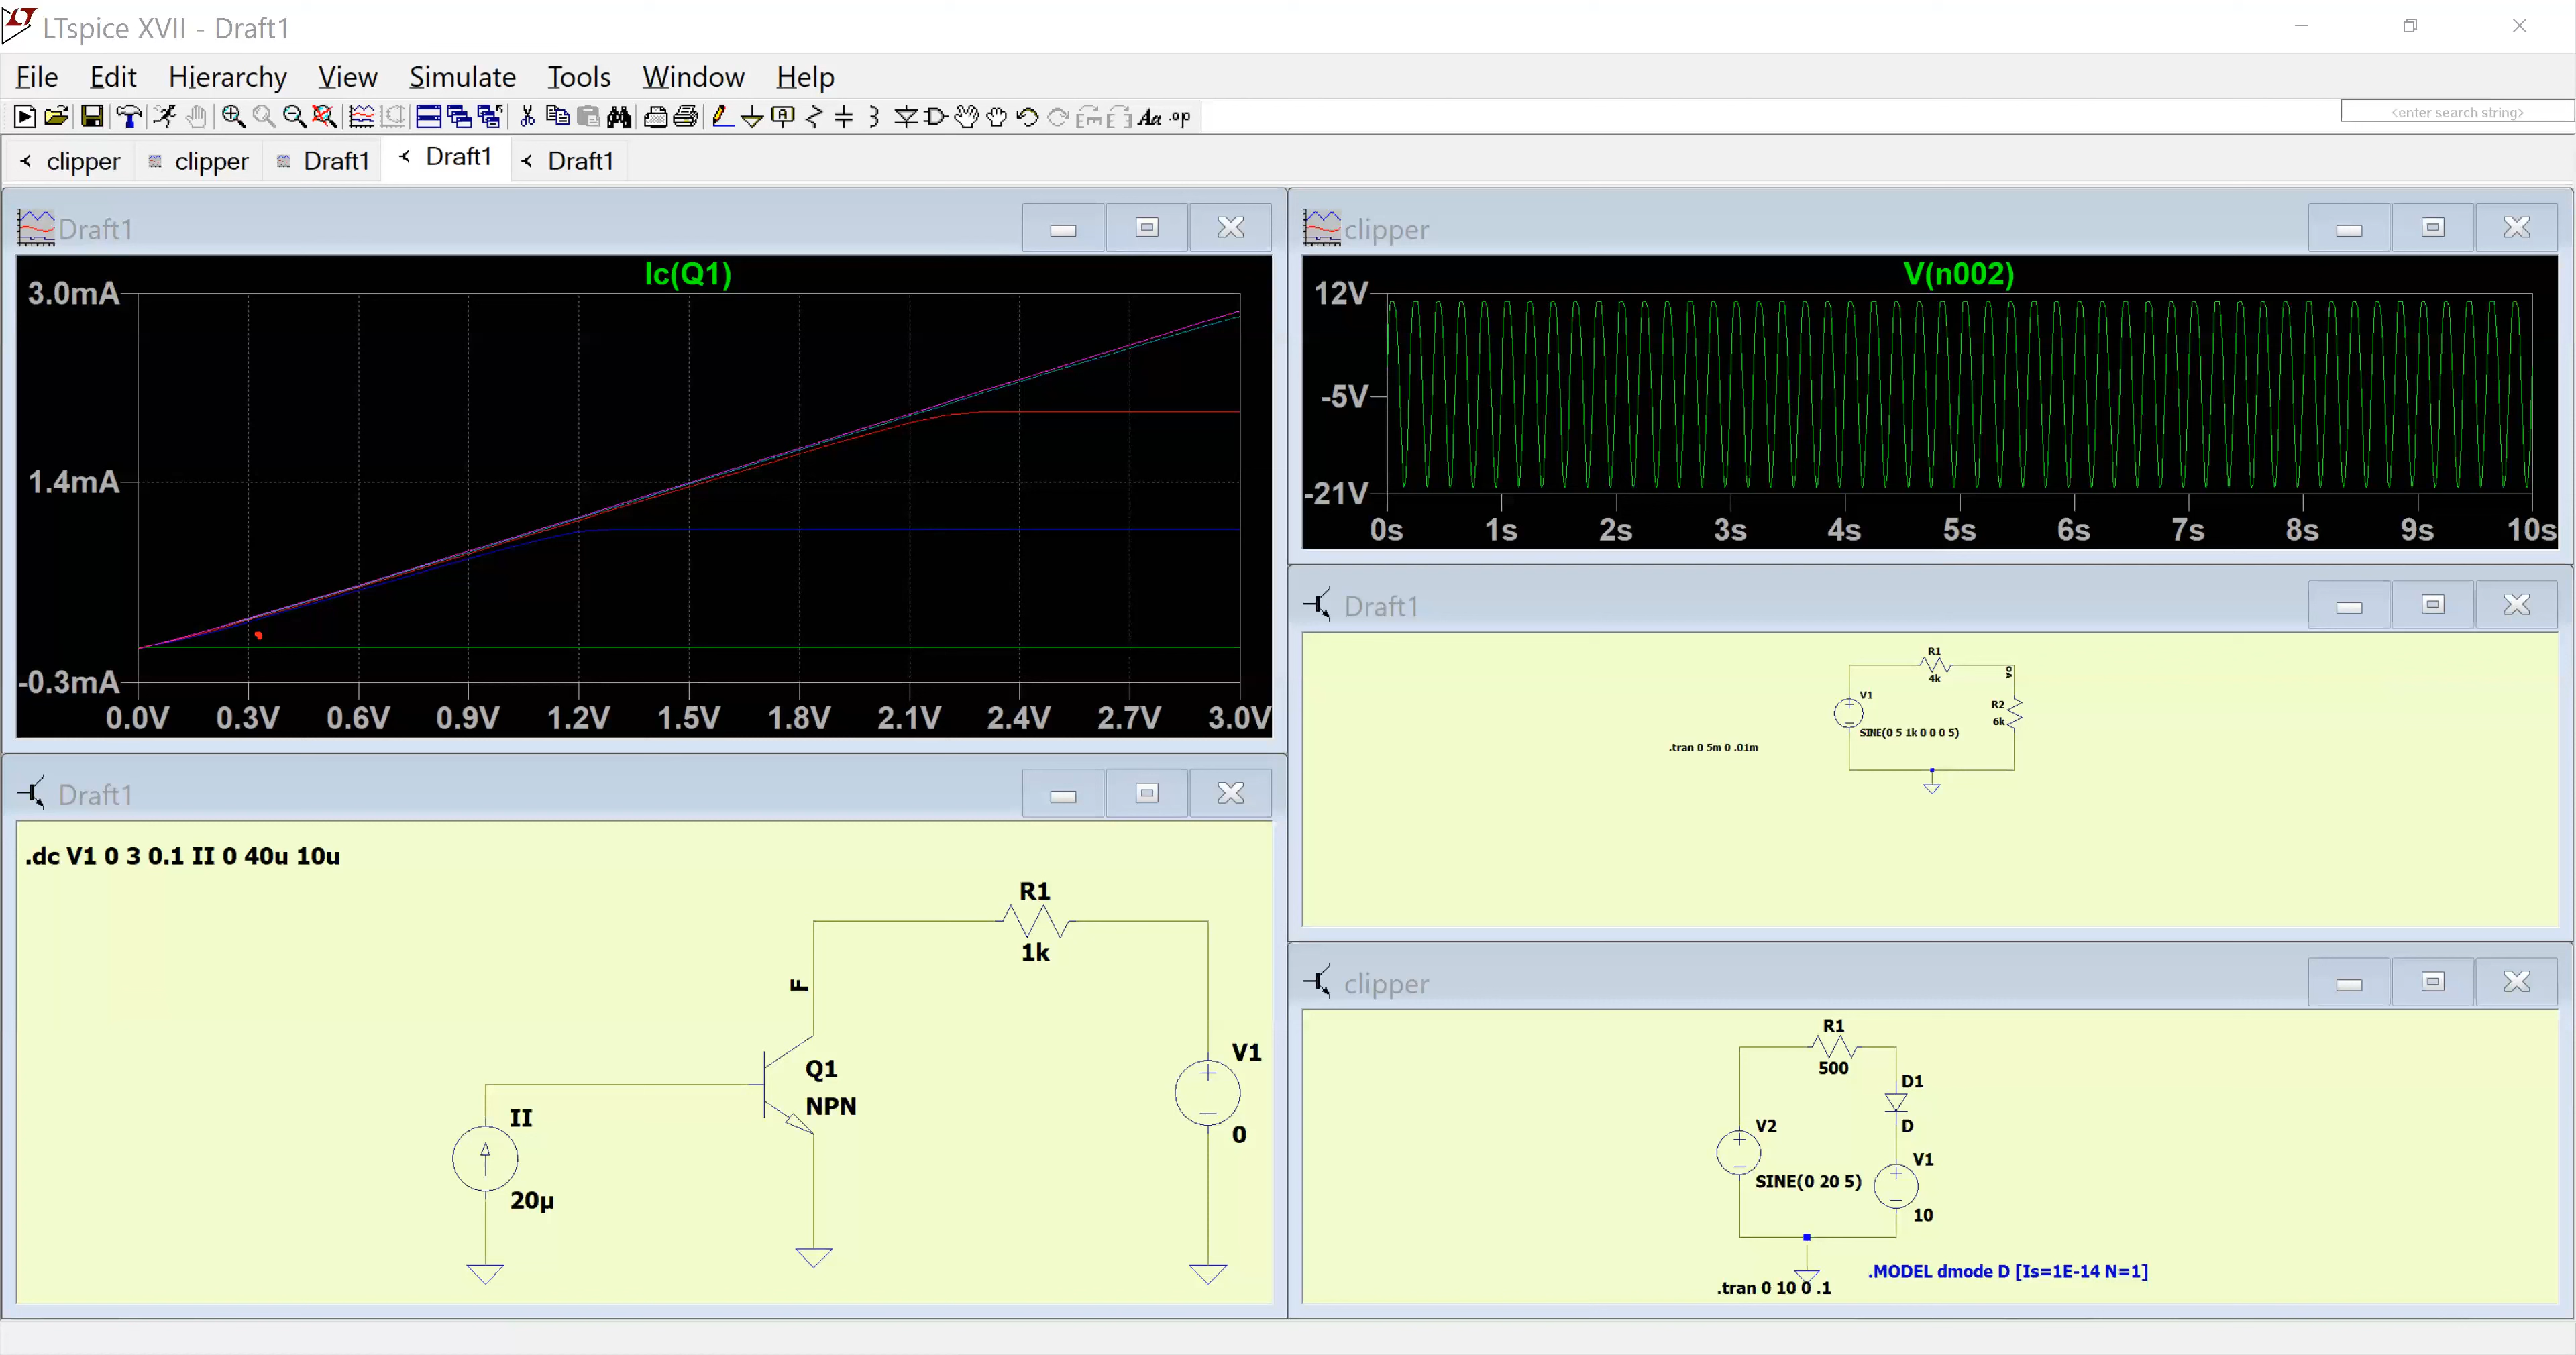 LTspice XVII - Draft1
File Edit Hierarchy View Simulate Tools Window Help
Aa .op
<enter search string>
clipper clipper Draft1 Draft1 Draft1
Draft1
Ic(Q1)
3.0mA
1.4mA
-0.3mA
0.0V 0.3V 0.6V 0.9V 1.2V 1.5V 1.8V 2.1V 2.4V 2.7V 3.0V
clipper
V(n002)
12V
-5V
-21V
0s 1s 2s 3s 4s 5s 6s 7s 8s 9s 10s
Draft1
R1
4k
vo
V1
R2
6k
SINE(0 5 1k 0 0 0 5)
.tran 0 5m 0 .01m
Draft1
.dc V1 0 3 0.1 II 0 40u 10u
R1
1k
F
Q1
NPN
V1
0
II
20µ
clipper
R1
500
D1
D
V2
V1
SINE(0 20 5)
10
.MODEL dmode D [Is=1E-14 N=1]
.tran 0 10 0 .1